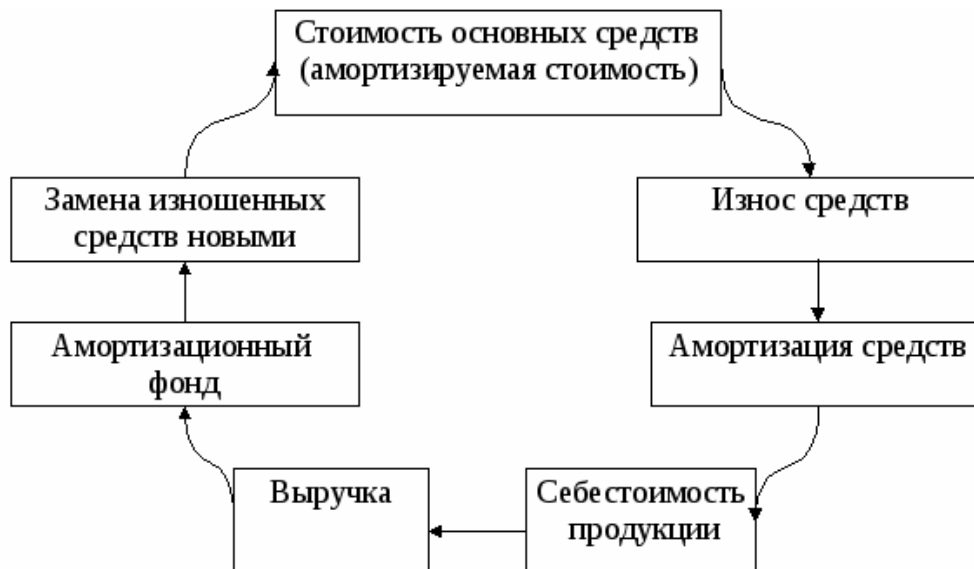 Стоимость основных средств
(амортизируемая стоимость)
Износ средств
Амортизация средств
Себестоимость
продукции
Выручка
Амортизационный
фонд
Замена изношенных
средств новыми